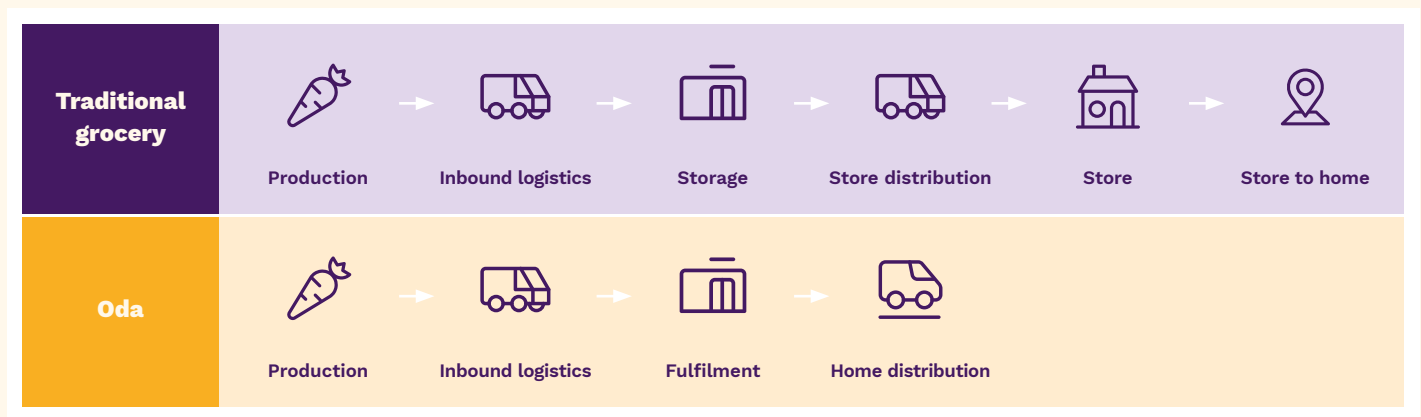 Traditional
grocery
Production
Inbound logistics
Storage
Store distribution
Store
Store to home
Oda
Production
Inbound logistics
Fulfilment
Home distribution